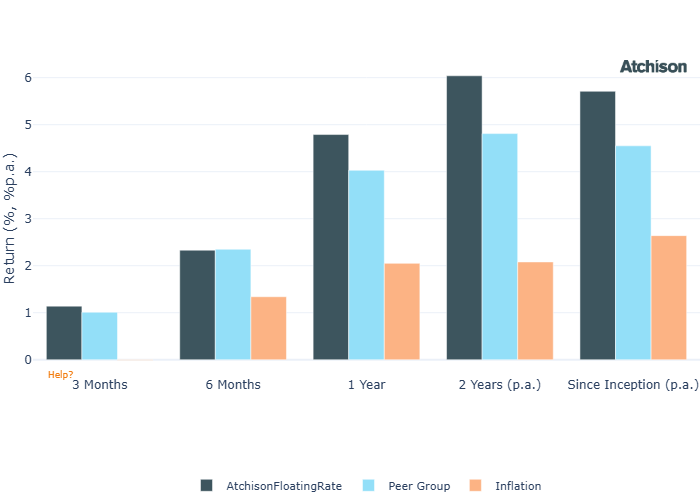 Atchison
6
5
4
3
2
1
0
Return (%, %p.a.)
Help?
3 Months
6 Months
1 Year
2 Years (p.a.)
Since Inception (p.a.)
AtchisonFloatingRate
Peer Group
Inflation